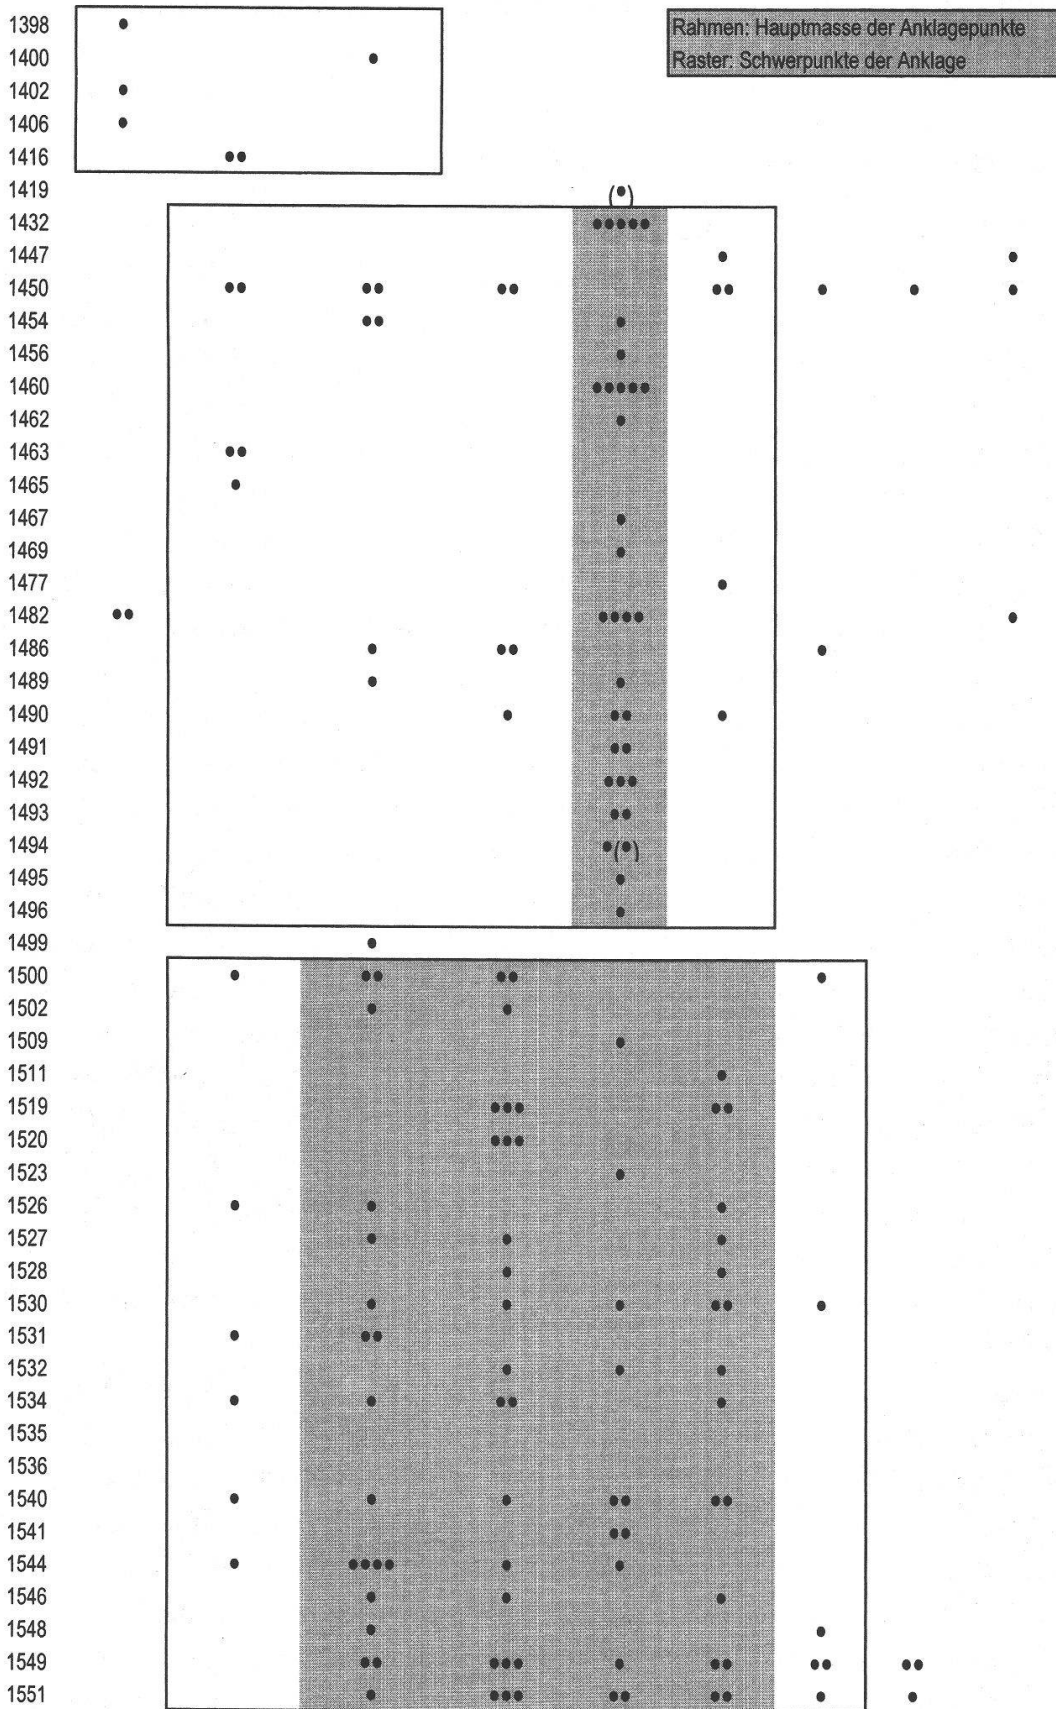 1398 •
Rahmen: Hauptmasse der Anklagepunkte
1400 •
Raster: Schwerpunkte der Anklage
1402 •
1406 •
1416 ••
1419 (•)
1432 •••••
1447 • •
1450 •• •• •• •• • • •
1454 •• •
1456 •
1460 •••••
1462 •
1463 ••
1465 •
1467 •
1469 •
1477 •
1482 •• •••• •
1486 • •• •
1489 • •
1490 • •• •
1491 ••
1492 •••
1493 ••
1494 •(•)
1495 •
1496 •
1499 •
1500 • •• •• •
1502 • •
1509 •
1511 •
1519 ••• ••
1520 •••
1523 •
1526 • • •
1527 • • •
1528 • •
1530 • • • •• •
1531 • ••
1532 • • •
1534 • • •• •
1535
1536
1540 • • • •• ••
1541 ••
1544 • •••• • •
1546 • • •
1548 • •
1549 •• ••• • •• •• ••
1551 • ••• •• •• • •